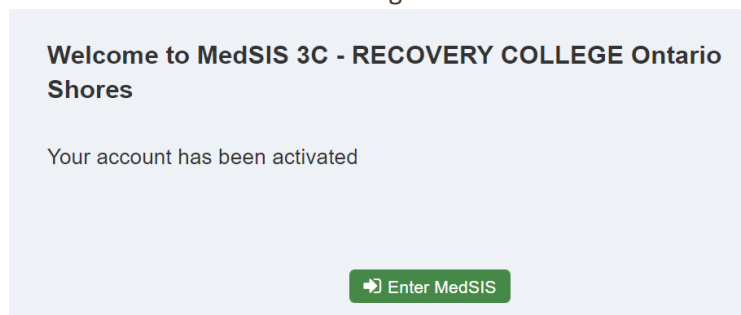 Welcome to MedSIS 3C - RECOVERY COLLEGE Ontario
Shores
Your account has been activated
Enter MedSIS